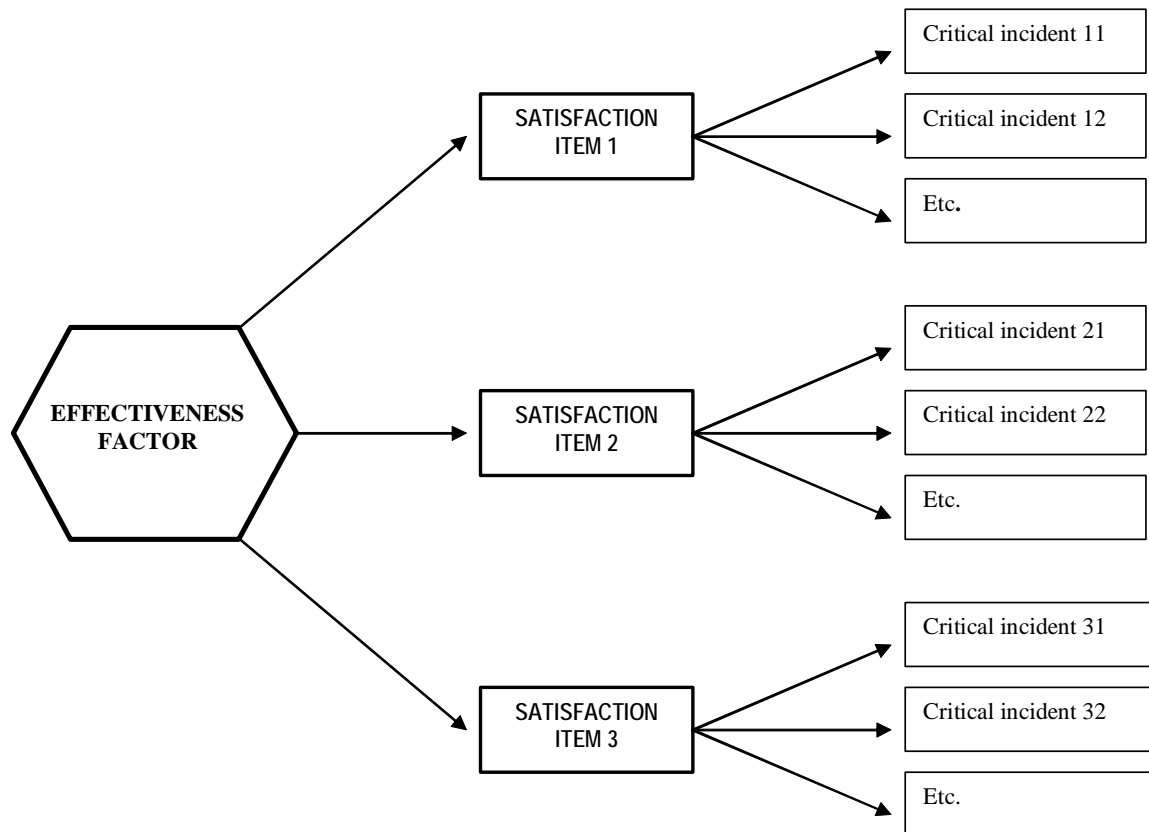 EFFECTIVENESS
FACTOR
SATISFACTION
ITEM 1
Critical incident 11
Critical incident 12
Etc.
SATISFACTION
ITEM 2
Critical incident 21
Critical incident 22
Etc.
SATISFACTION
ITEM 3
Critical incident 31
Critical incident 32
Etc.